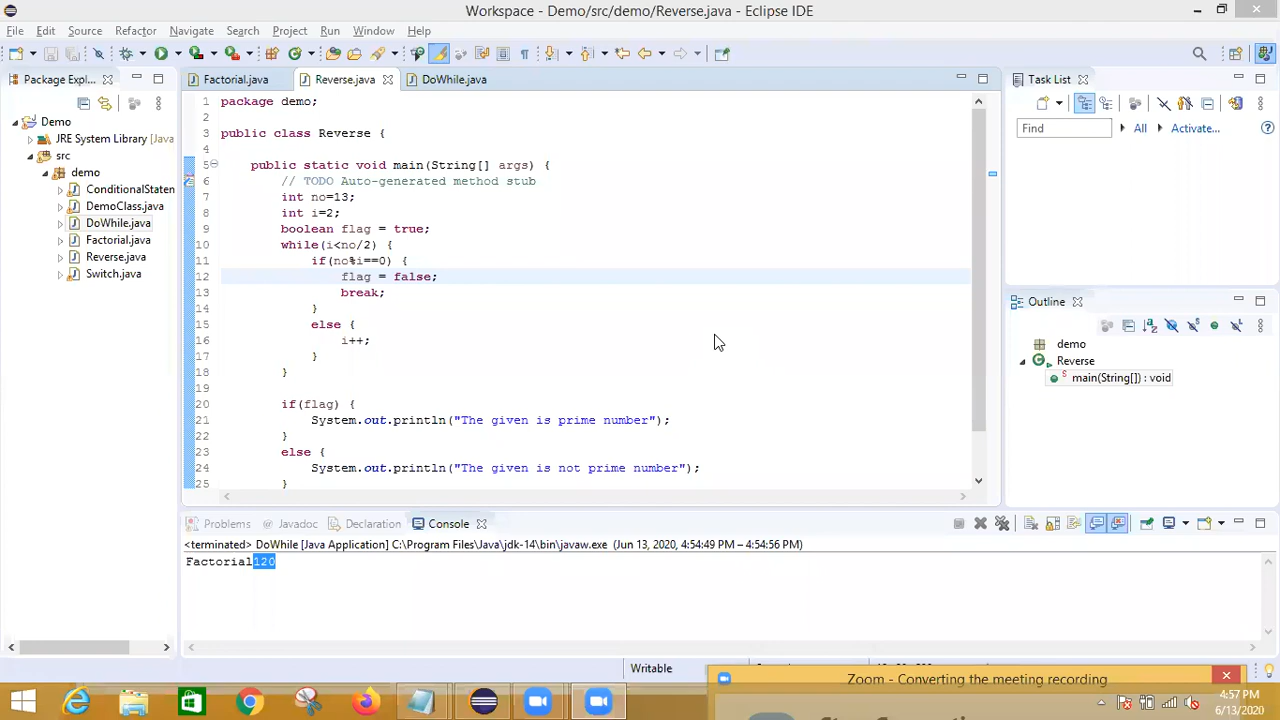 Workspace - Demo/src/demo/Reverse.java - Eclipse IDE
File Edit Source Refactor Navigate Search Project Run Window Help
Package Expl...
Factorial.java
Reverse.java
DoWhile.java
Task List
Demo
JRE System Library [Java
src
demo
ConditionalStaten
DemoClass.java
DoWhile.java
Factorial.java
Reverse.java
Switch.java
1 package demo;
2
3 public class Reverse {
4
5 public static void main(String[] args) {
6 // TODO Auto-generated method stub
7 int no=13;
8 int i=2;
9 boolean flag = true;
10 while(i<no/2) {
11 if(no%i==0) {
12 flag = false;
13 break;
14 }
15 else {
16 i++;
17 }
18 }
19
20 if(flag) {
21 System.out.println("The given is prime number");
22 }
23 else {
24 System.out.println("The given is not prime number");
25 }
Find
All
Activate...
Outline
demo
Reverse
main(String[]) : void
Problems
Javadoc
Declaration
Console
<terminated> DoWhile [Java Application] C:\Program Files\Java\jdk-14\bin\javaw.exe (Jun 13, 2020, 4:54:49 PM – 4:54:56 PM)
Factorial120
Writable
Zoom - Converting the meeting recording
4:57 PM
6/13/2020